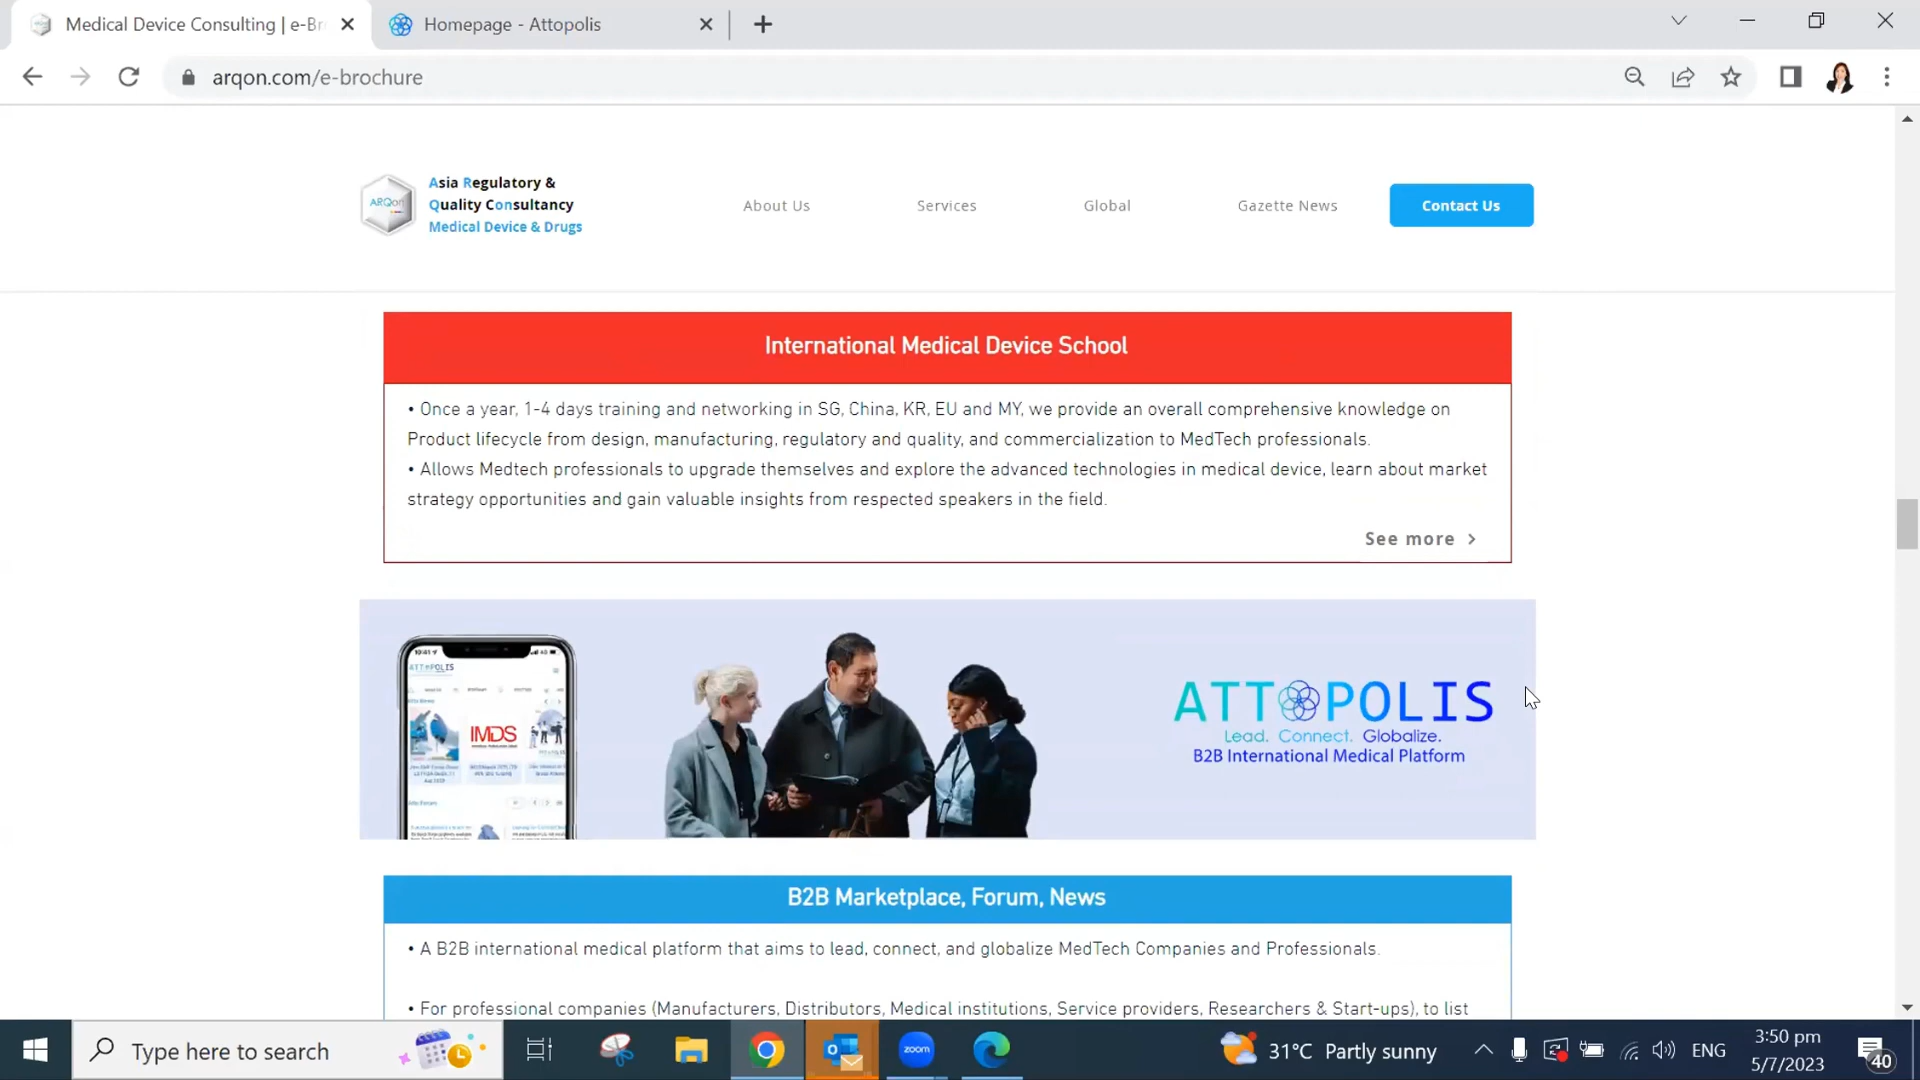 Medical Device Consulting | e-Br
Homepage - Attopolis
arqon.com/e-brochure
ARQon
Asia Regulatory &
Quality Consultancy
Medical Device & Drugs
About Us
Services
Global
Gazette News
Contact Us
International Medical Device School
• Once a year, 1-4 days training and networking in SG, China, KR, EU and MY, we provide an overall comprehensive knowledge on
Product lifecycle from design, manufacturing, regulatory and quality, and commercialization to MedTech professionals.
• Allows Medtech professionals to upgrade themselves and explore the advanced technologies in medical device, learn about market
strategy opportunities and gain valuable insights from respected speakers in the field.
See more >
10:41
ATTOPOLIS
IMDS
ATTOPOLIS
Lead. Connect. Globalize.
B2B International Medical Platform
B2B Marketplace, Forum, News
• A B2B international medical platform that aims to lead, connect, and globalize MedTech Companies and Professionals.
• For professional companies (Manufacturers, Distributors, Medical institutions, Service providers, Researchers & Start-ups), to list
Type here to search
zoom
31°C Partly sunny
ENG
3:50 pm
5/7/2023
40